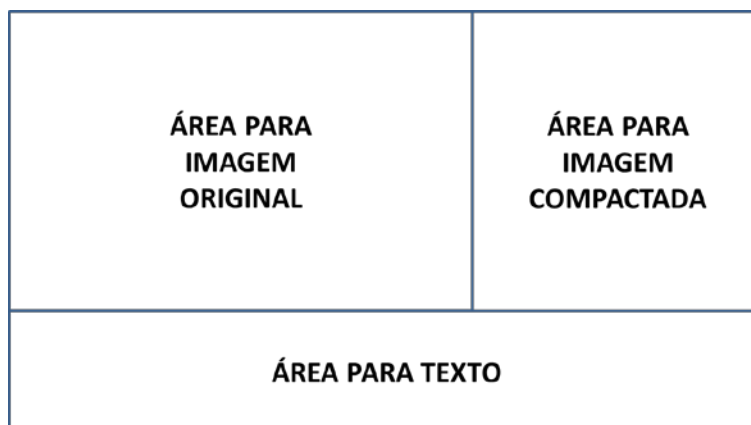 ÁREA PARA
IMAGEM
ORIGINAL
ÁREA PARA
IMAGEM
COMPACTADA
ÁREA PARA TEXTO